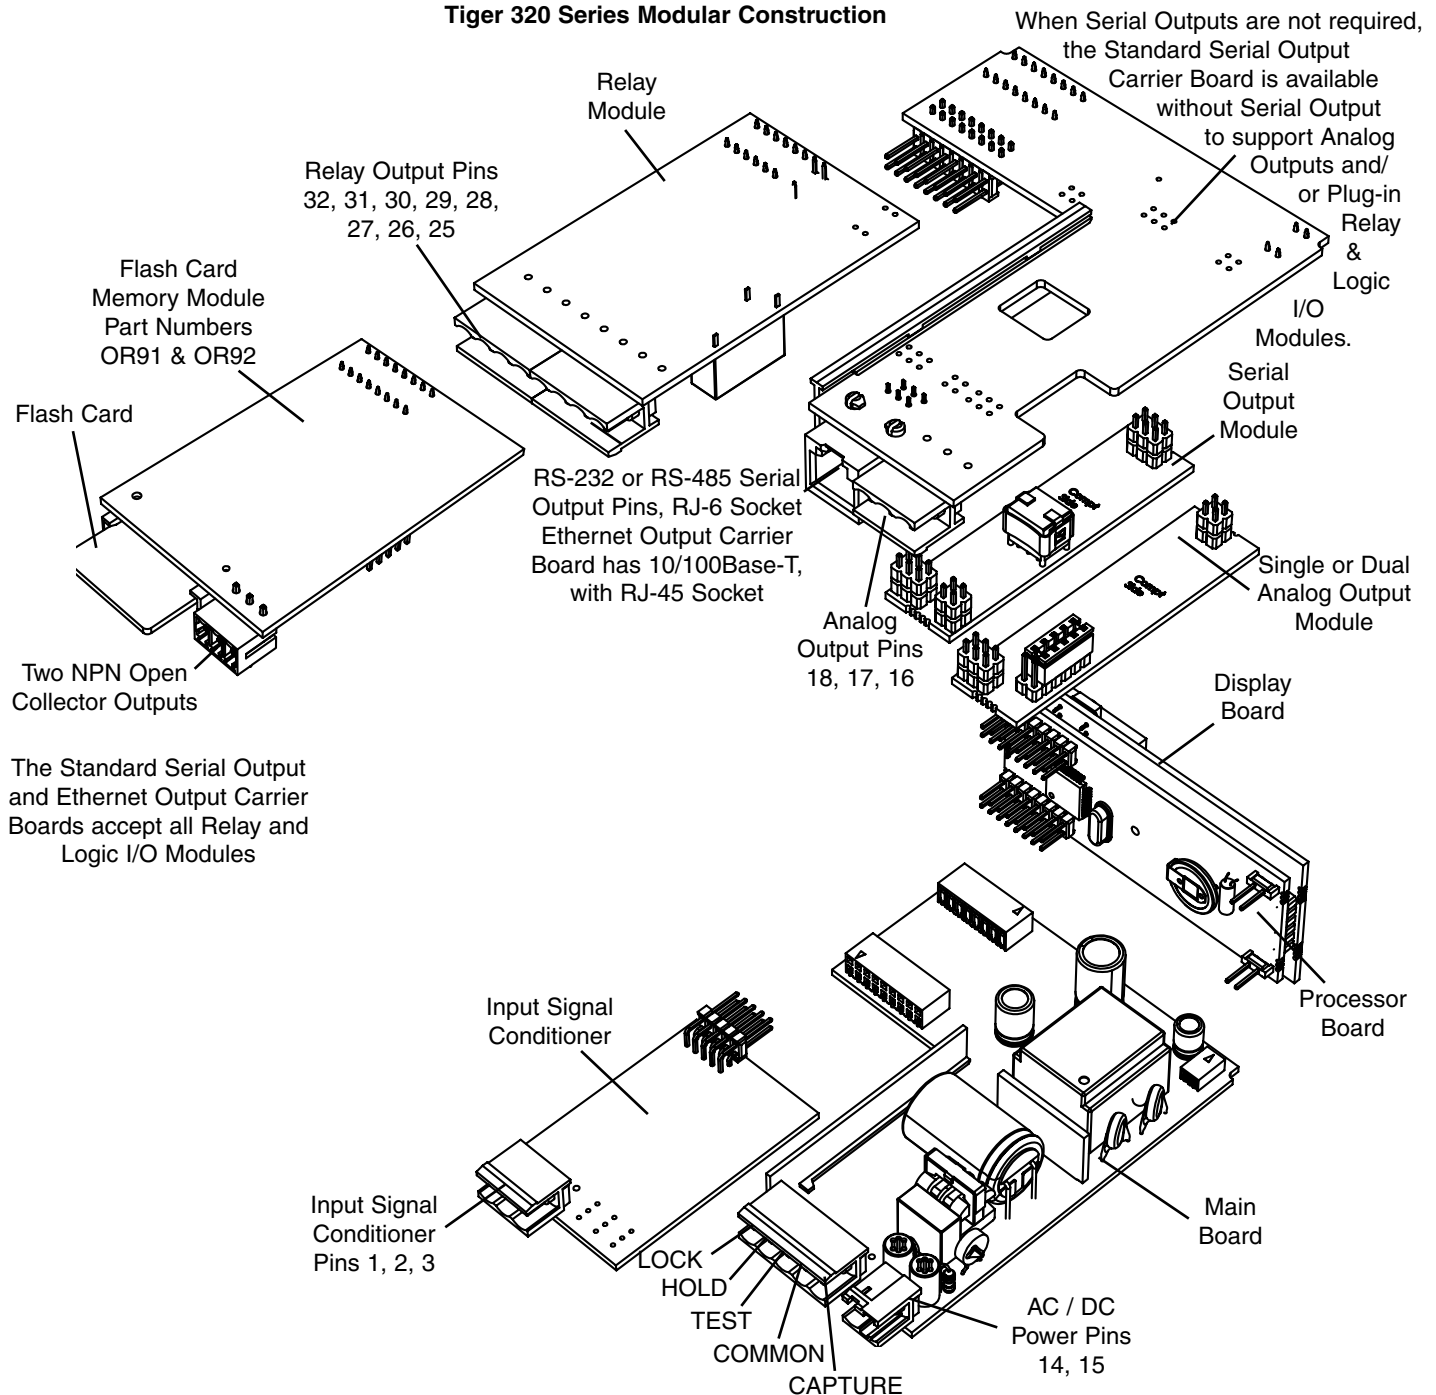 Tiger 320 Series Modular Construction
When Serial Outputs are not required,
the Standard Serial Output
Carrier Board is available
without Serial Output
to support Analog
Outputs and/
or Plug-in
Relay
&
Logic
I/O
Modules.
Relay
Module
Relay Output Pins
32, 31, 30, 29, 28,
27, 26, 25
Flash Card
Memory Module
Part Numbers
OR91 & OR92
Flash Card
Serial
Output
Module
Compt
Side
RS-232 or RS-485 Serial
Output Pins, RJ-6 Socket
Ethernet Output Carrier
Board has 10/100Base-T,
with RJ-45 Socket
Single or Dual
Analog Output
Module
Compt
Side
Analog
Output Pins
18, 17, 16
Two NPN Open
Collector Outputs
Display
Board
The Standard Serial Output
and Ethernet Output Carrier
Boards accept all Relay and
Logic I/O Modules
Processor
Board
Input Signal
Conditioner
Input Signal
Conditioner
Pins 1, 2, 3
Main
Board
LOCK
HOLD
TEST
COMMON
CAPTURE
AC / DC
Power Pins
14, 15